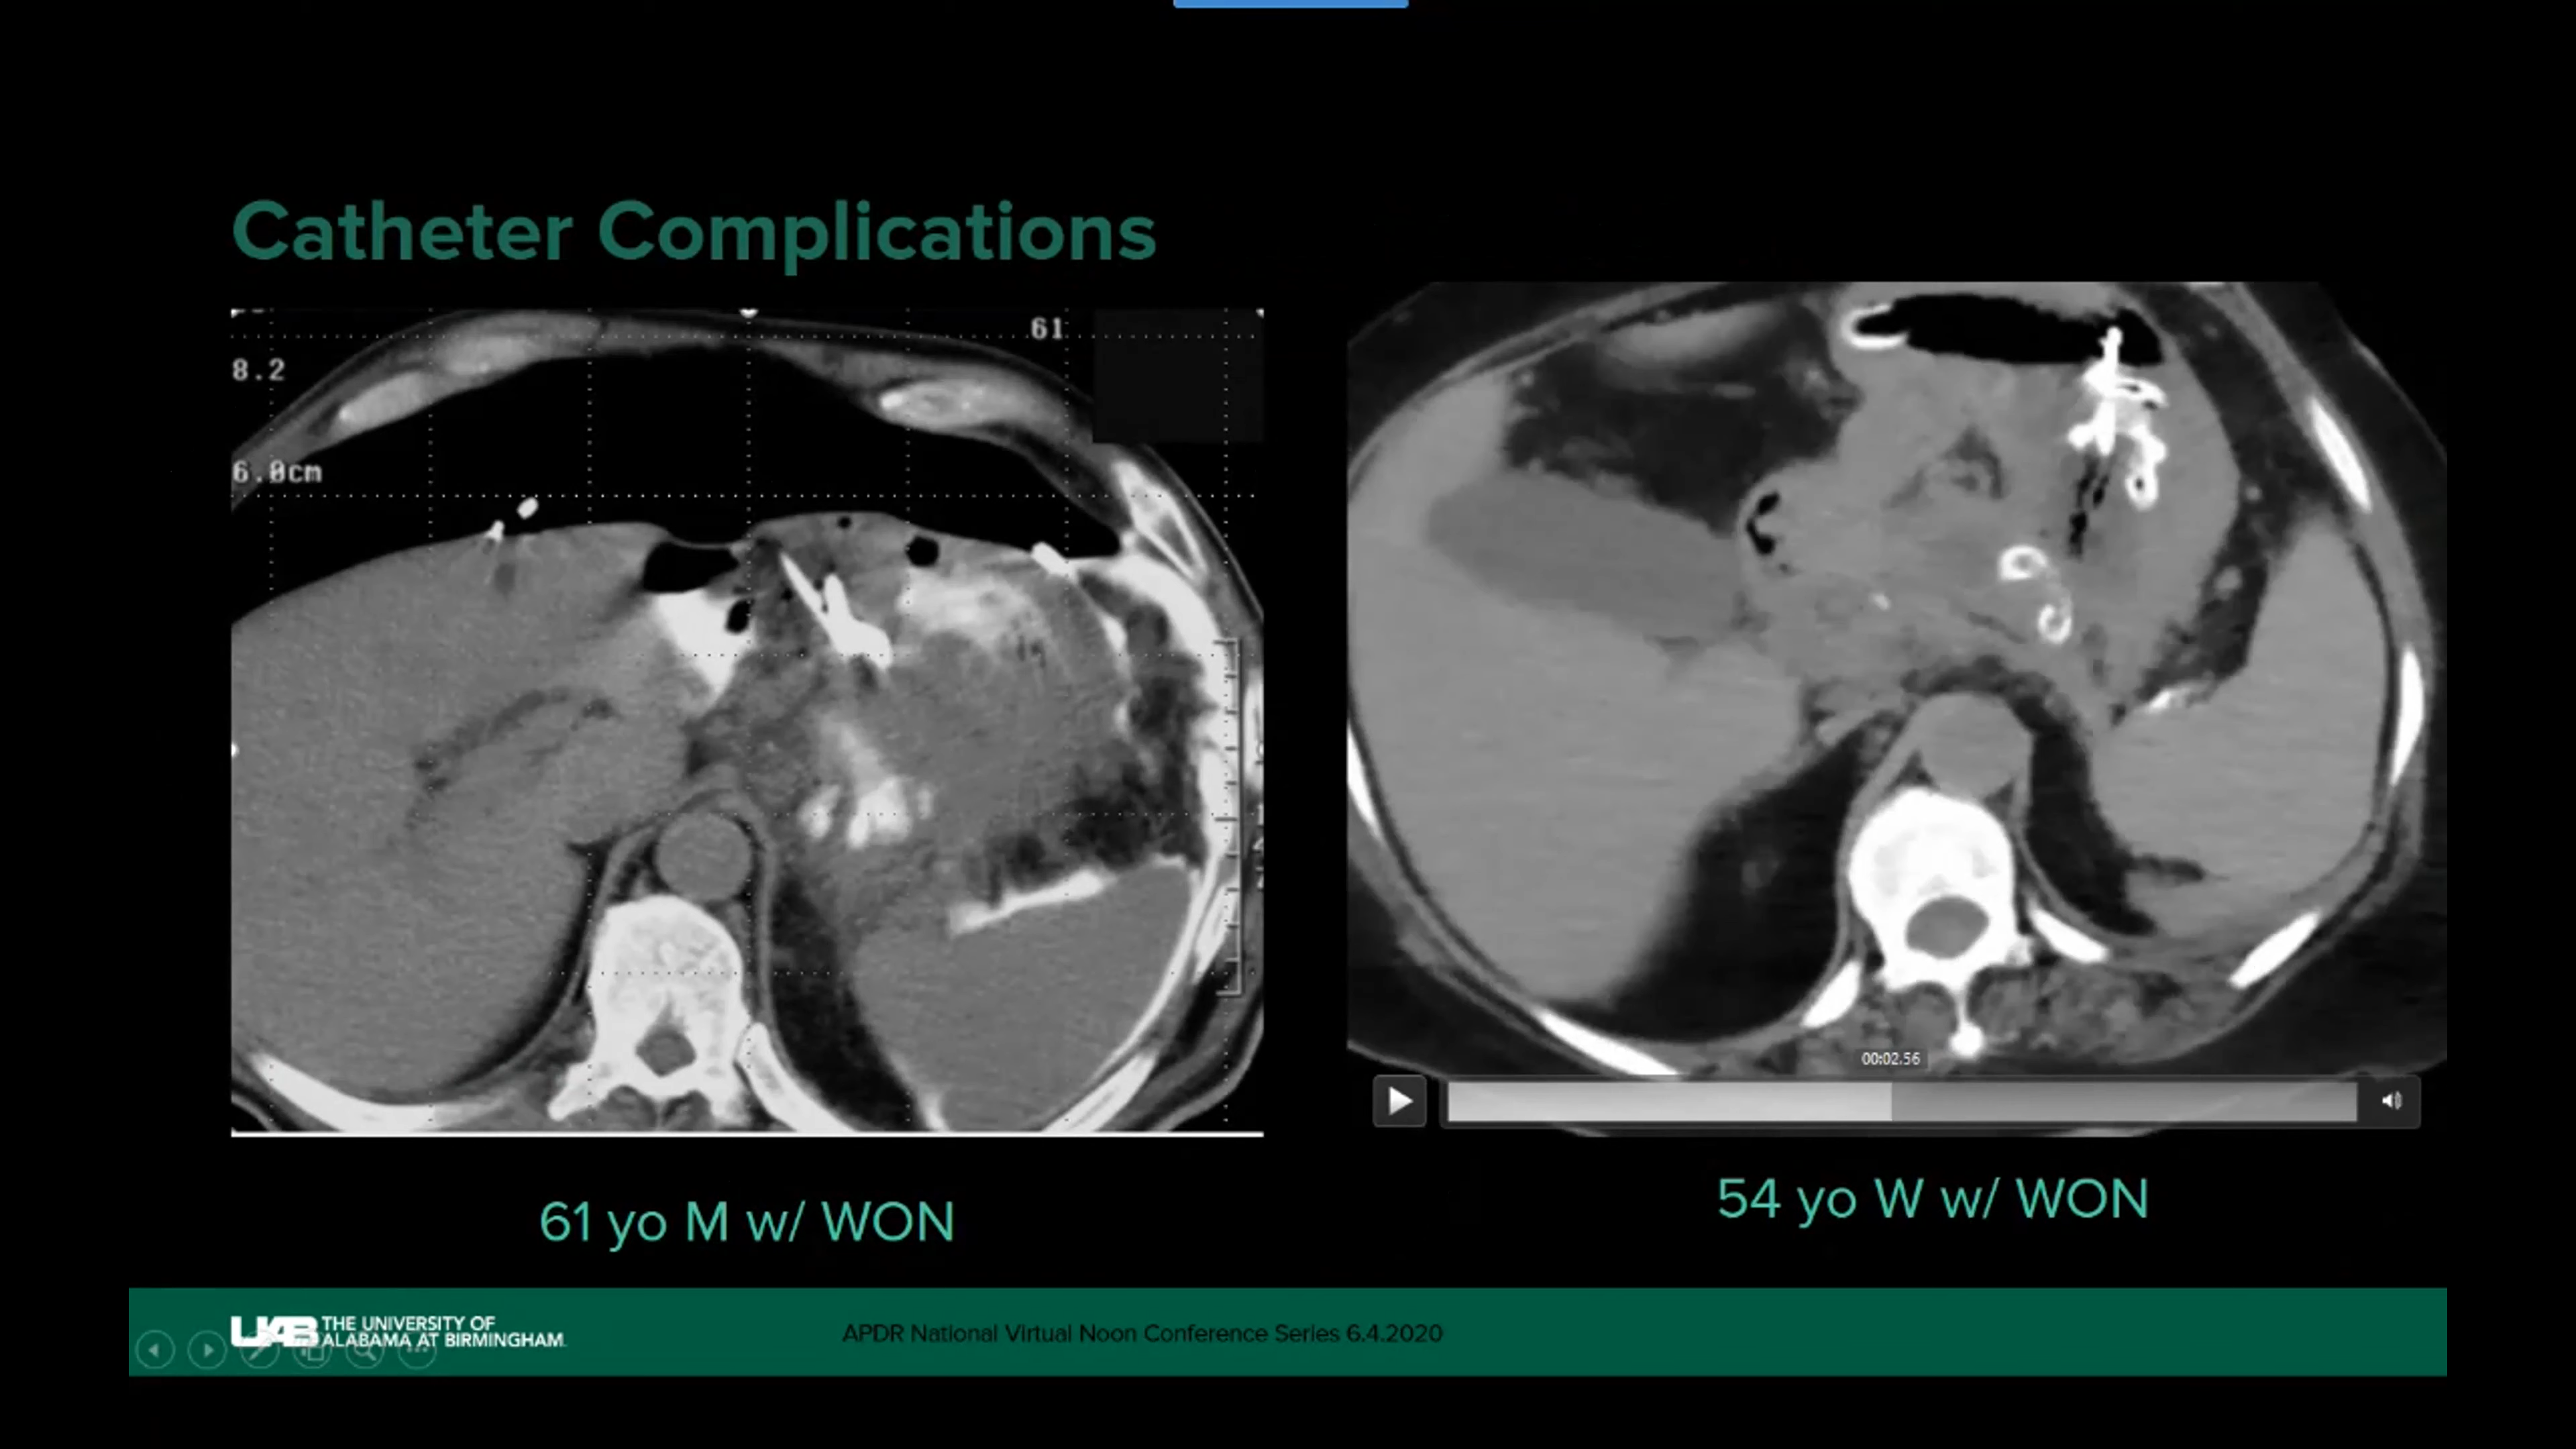 Catheter Complications
61
8.2
6.0cm
00:02.56
61 yo M w/ WON
54 yo W w/ WON
UAB THE UNIVERSITY OF
ALABAMA AT BIRMINGHAM
APDR National Virtual Noon Conference Series 6.4.2020